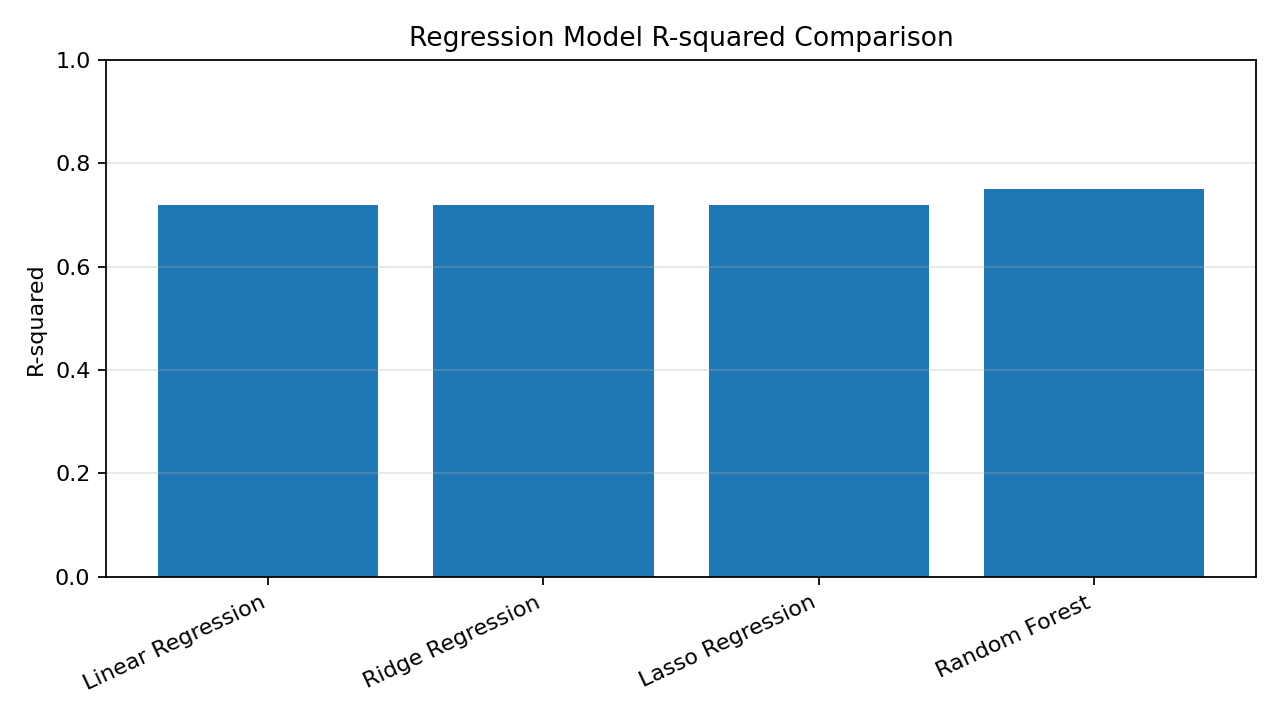 Regression Model R-squared Comparison
R-squared
1.0
0.8
0.6
0.4
0.2
0.0
Linear Regression
Ridge Regression
Lasso Regression
Random Forest